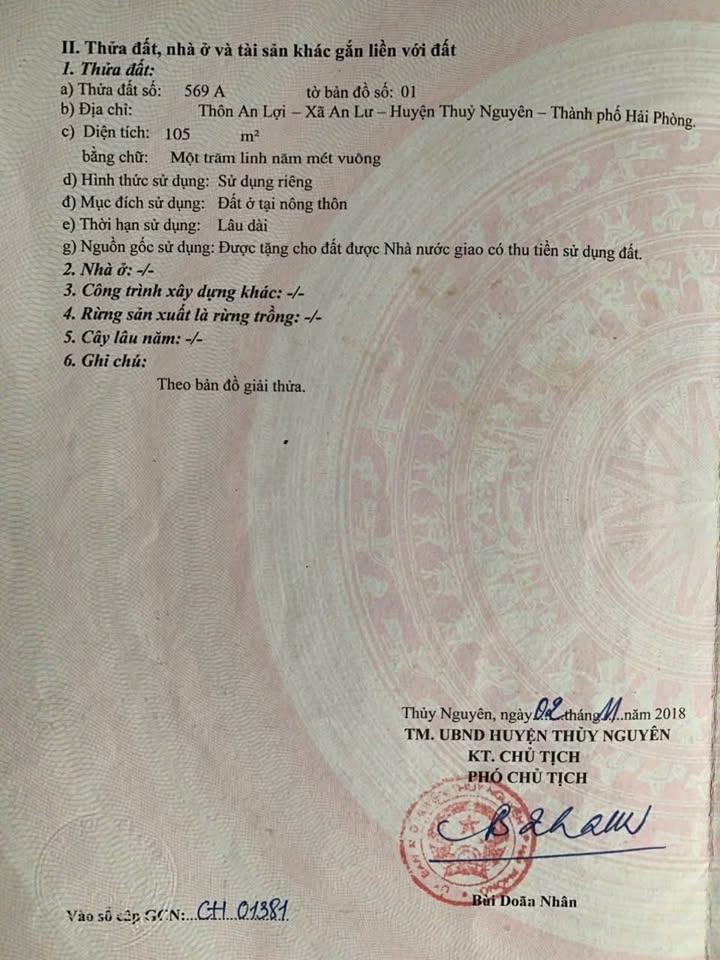 II. Thửa đất, nhà ở và tài sản khác gắn liền với đất
1. Thửa đất:
a) Thửa đất số: 569 A tờ bản đồ số: 01
b) Địa chỉ: Thôn An Lợi – Xã An Lư – Huyện Thuỷ Nguyên – Thành phố Hải Phòng.
c) Diện tích: 105 m²
bằng chữ: Một trăm linh năm mét vuông
d) Hình thức sử dụng: Sử dụng riêng
đ) Mục đích sử dụng: Đất ở tại nông thôn
e) Thời hạn sử dụng: Lâu dài
g) Nguồn gốc sử dụng: Được tặng cho đất được Nhà nước giao có thu tiền sử dụng đất.
2. Nhà ở: -/-
3. Công trình xây dựng khác: -/-
4. Rừng sản xuất là rừng trồng: -/-
5. Cây lâu năm: -/-
6. Ghi chú:
Theo bản đồ giải thửa.
Thủy Nguyên, ngày 02 tháng 11 năm 2018
TM. UBND HUYỆN THỦY NGUYÊN
KT. CHỦ TỊCH
PHÓ CHỦ TỊCH
Bùi Doãn Nhân
Vào sổ cấp GCN:...CH 01381